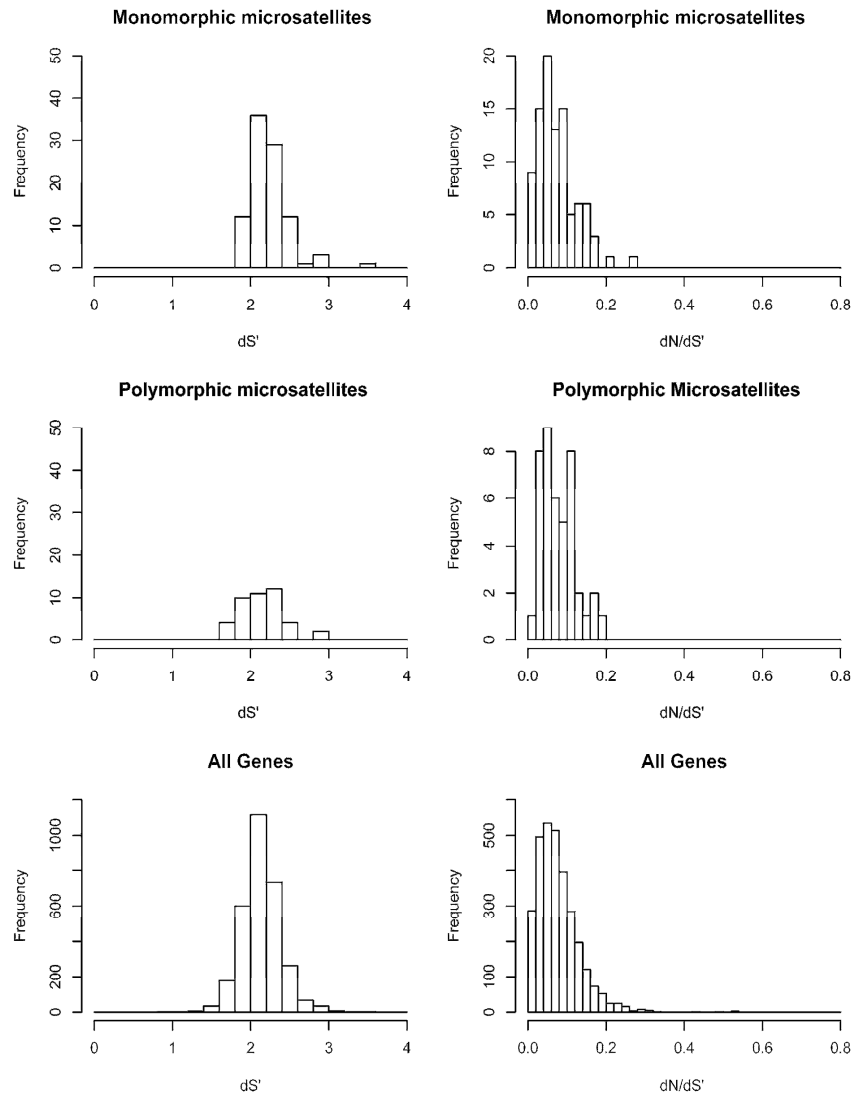 Monomorphic microsatellites
Monomorphic microsatellites
Frequency
0 10 20 30 40 50
0 1 2 3 4
dS'
Frequency
0 5 10 15 20
0.0 0.2 0.4 0.6 0.8
dN/dS'
Polymorphic microsatellites
Polymorphic Microsatellites
Frequency
0 10 20 30 40 50
0 1 2 3 4
dS'
Frequency
0 2 4 6 8
0.0 0.2 0.4 0.6 0.8
dN/dS'
All Genes
All Genes
Frequency
0 200 600 1000
0 1 2 3 4
dS'
Frequency
0 100 300 500
0.0 0.2 0.4 0.6 0.8
dN/dS'